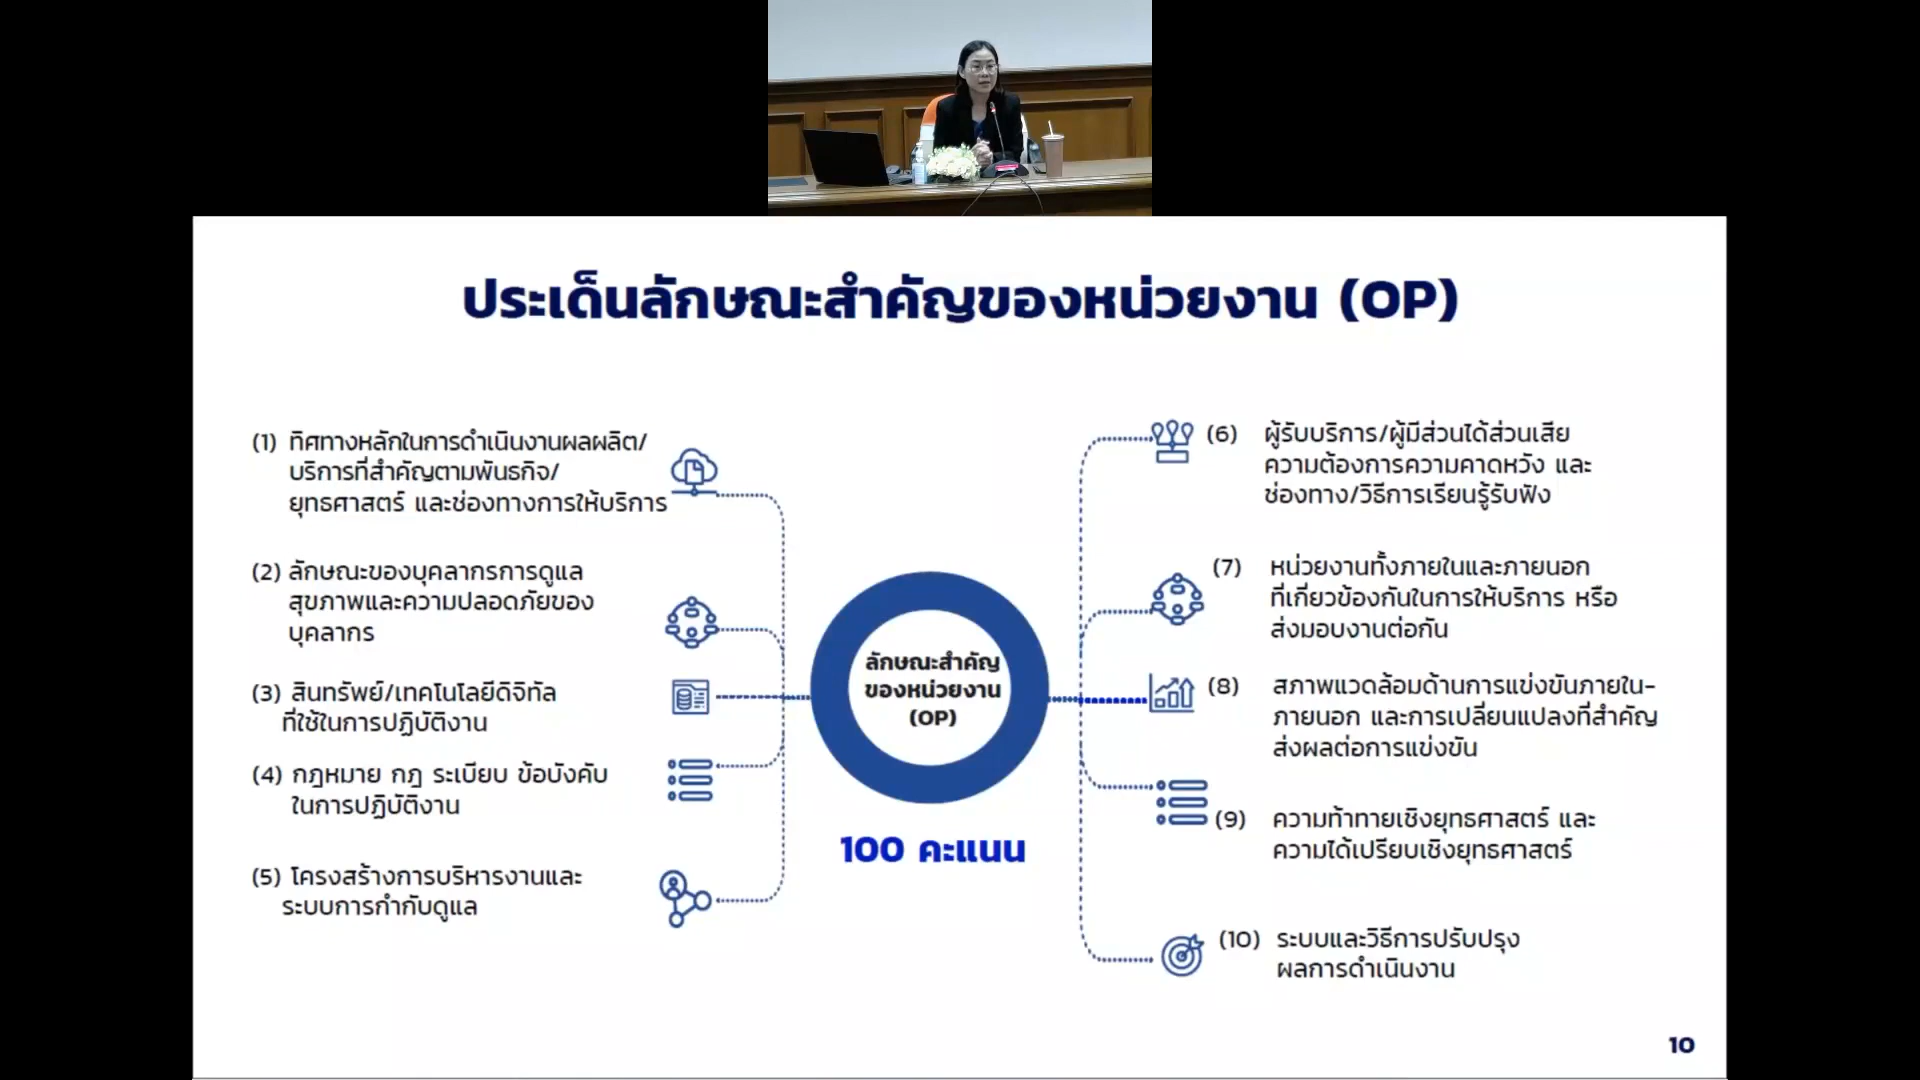 ประเด็นลักษณะสำคัญของหน่วยงาน (OP)
(1) ทิศทางหลักในการดำเนินงานผลผลิต/
บริการที่สำคัญตามพันธกิจ/
ยุทธศาสตร์ และช่องทางการให้บริการ
(2) ลักษณะของบุคลากรการดูแล
สุขภาพและความปลอดภัยของ
บุคลากร
(3) สินทรัพย์/เทคโนโลยีดิจิทัล
ที่ใช้ในการปฏิบัติงาน
(4) กฎหมาย กฎ ระเบียบ ข้อบังคับ
ในการปฏิบัติงาน
(5) โครงสร้างการบริหารงานและ
ระบบการกำกับดูแล
ลักษณะสำคัญ
ของหน่วยงาน
(OP)
100 คะแนน
(6) ผู้รับบริการ/ผู้มีส่วนได้ส่วนเสีย
ความต้องการความคาดหวัง และ
ช่องทาง/วิธีการเรียนรู้รับฟัง
(7) หน่วยงานทั้งภายในและภายนอก
ที่เกี่ยวข้องกันในการให้บริการ หรือ
ส่งมอบงานต่อกัน
(8) สภาพแวดล้อมด้านการแข่งขันภายใน-
ภายนอก และการเปลี่ยนแปลงที่สำคัญ
ส่งผลต่อการแข่งขัน
(9) ความท้าทายเชิงยุทธศาสตร์ และ
ความได้เปรียบเชิงยุทธศาสตร์
(10) ระบบและวิธีการปรับปรุง
ผลการดำเนินงาน
10